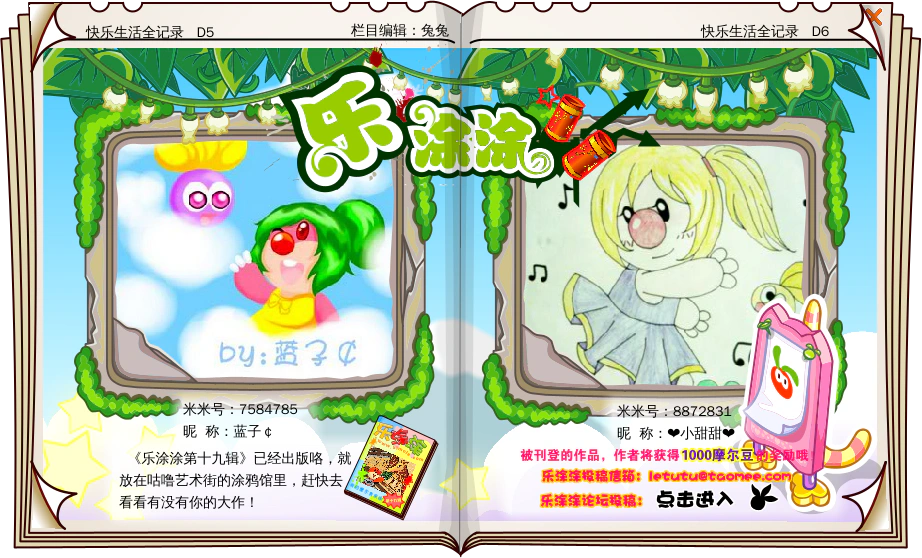 快乐生活全记录 D5
栏目编辑：兔兔
快乐生活全记录 D6
乐涂涂
by:蓝子¢
米米号：7584785
昵 称：蓝子¢
《乐涂涂第十九辑》已经出版咯，就
放在咕噜艺术街的涂鸦馆里，赶快去
看看有没有你的大作！
米米号：8872831
昵 称：❤小甜甜❤
被刊登的作品，作者将获得1000摩尔豆的奖励哦
乐涂涂投稿信箱：letutu@taomee.com
乐涂涂论坛投稿：点击进入